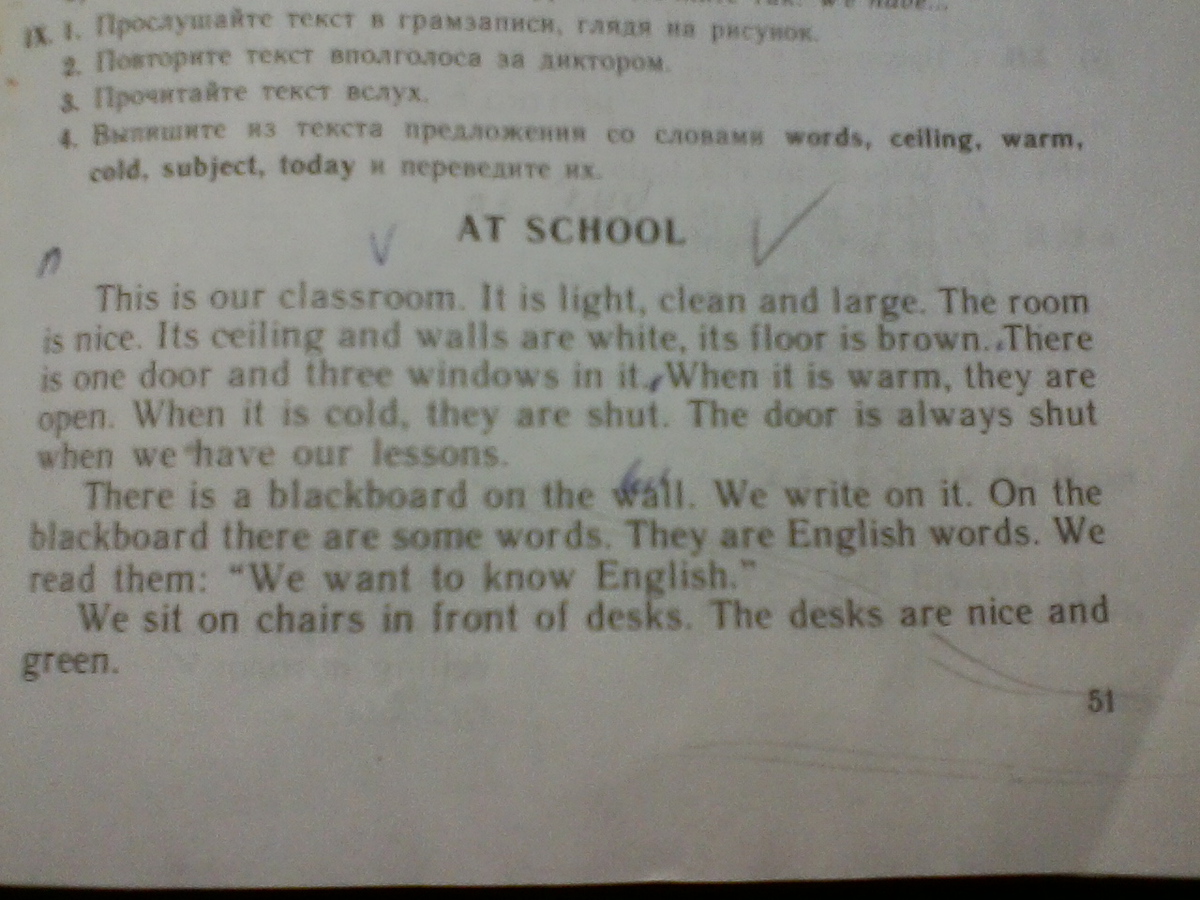 We have...
IX. 1. Прослушайте текст в грамзаписи, глядя на рисунок.
2. Повторите текст вполголоса за диктором.
3. Прочитайте текст вслух.
4. Выпишите из текста предложения со словами words, ceiling, warm,
cold, subject, today и переведите их.
AT SCHOOL
This is our classroom. It is light, clean and large. The room
is nice. Its ceiling and walls are white, its floor is brown. There
is one door and three windows in it. When it is warm, they are
open. When it is cold, they are shut. The door is always shut
when we have our lessons.
There is a blackboard on the wall. We write on it. On the
blackboard there are some words. They are English words. We
read them: “We want to know English.”
We sit on chairs in front of desks. The desks are nice and
green.
51